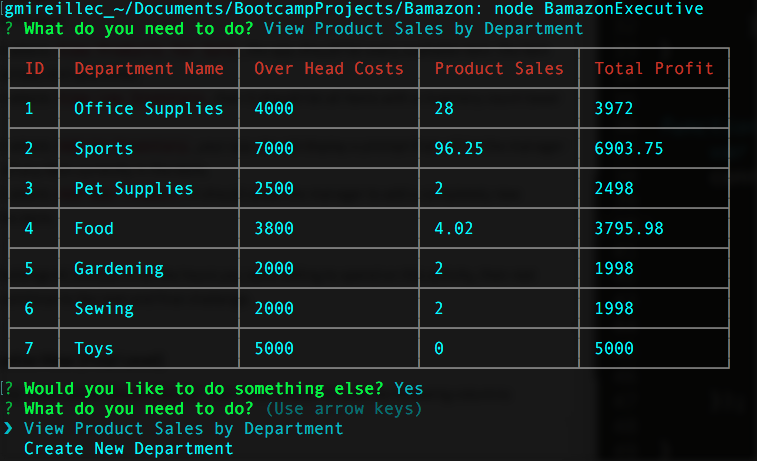 gmireillec_~/Documents/BootcampProjects/Bamazon: node BamazonExecutive
? What do you need to do? View Product Sales by Department
ID Department Name Over Head Costs Product Sales Total Profit
1 Office Supplies 4000 28 3972
2 Sports 7000 96.25 6903.75
3 Pet Supplies 2500 2 2498
4 Food 3800 4.02 3795.98
5 Gardening 2000 2 1998
6 Sewing 2000 2 1998
7 Toys 5000 0 5000
? Would you like to do something else? Yes
? What do you need to do? (Use arrow keys)
❯ View Product Sales by Department
Create New Department